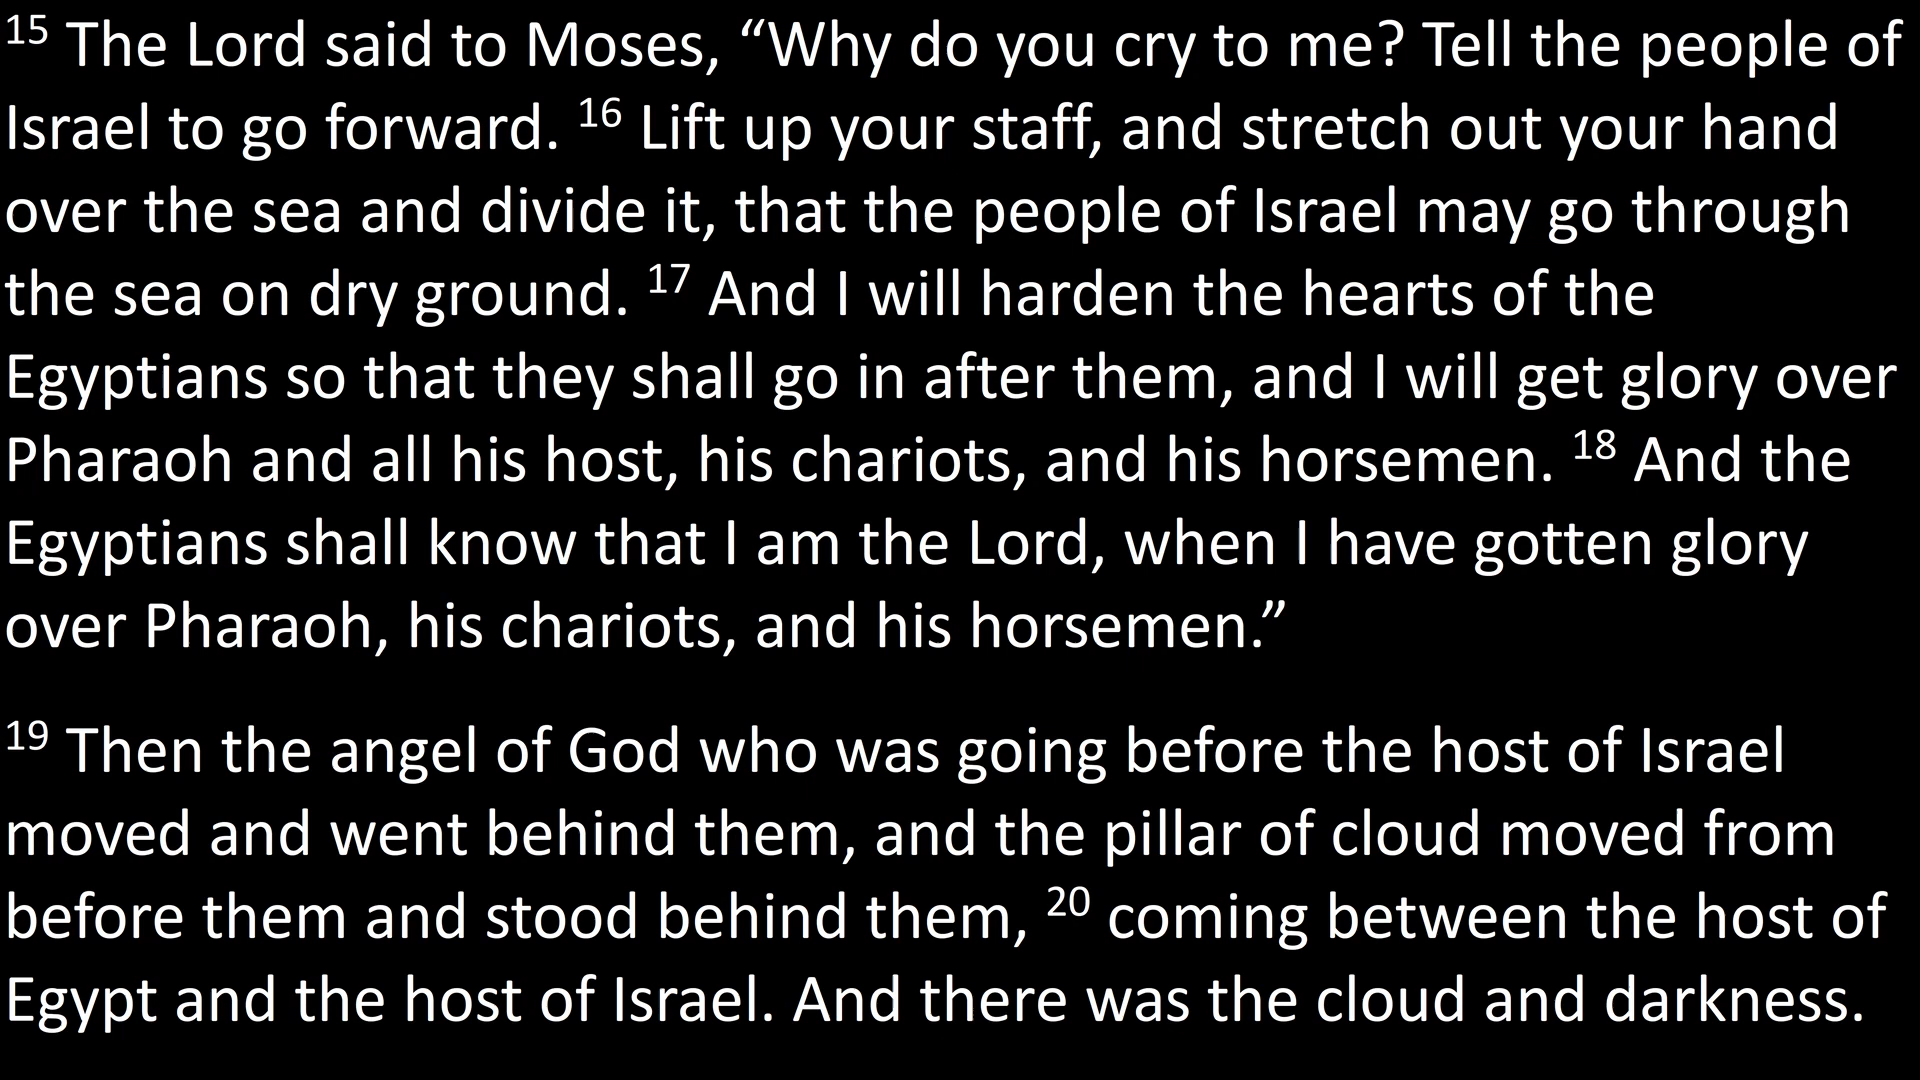 15 The Lord said to Moses, “Why do you cry to me? Tell the people of
Israel to go forward. 16 Lift up your staff, and stretch out your hand
over the sea and divide it, that the people of Israel may go through
the sea on dry ground. 17 And I will harden the hearts of the
Egyptians so that they shall go in after them, and I will get glory over
Pharaoh and all his host, his chariots, and his horsemen. 18 And the
Egyptians shall know that I am the Lord, when I have gotten glory
over Pharaoh, his chariots, and his horsemen.”
19 Then the angel of God who was going before the host of Israel
moved and went behind them, and the pillar of cloud moved from
before them and stood behind them, 20 coming between the host of
Egypt and the host of Israel. And there was the cloud and darkness.